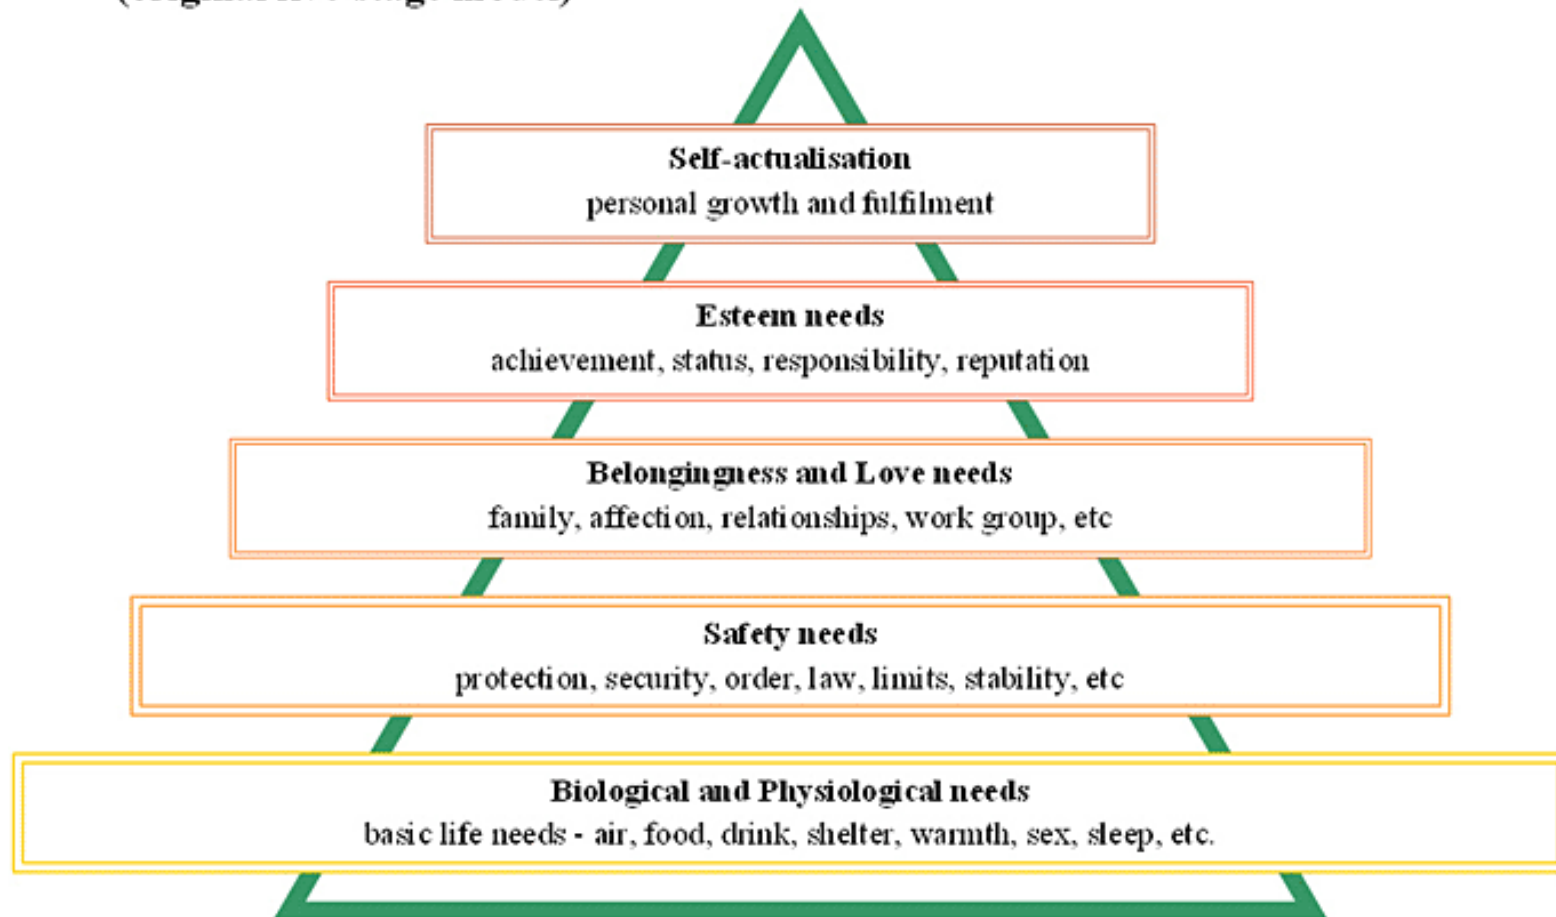 Self-actualisation
personal growth and fulfilment
Esteem needs
achievement, status, responsibility, reputation
Belongingness and Love needs
family, affection, relationships, work group, etc
Safety needs
protection, security, order, law, limits, stability, etc
Biological and Physiological needs
basic life needs - air, food, drink, shelter, warmth, sex, sleep, etc.